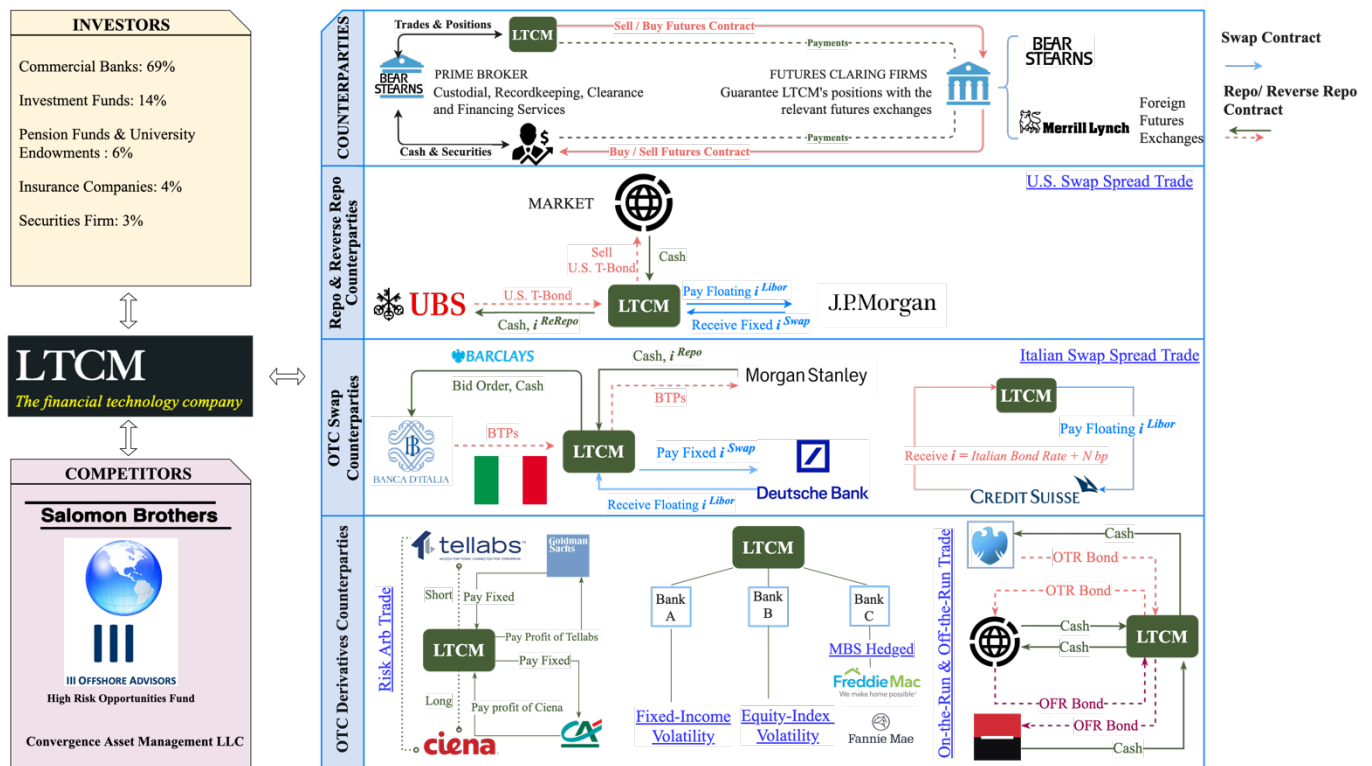 INVESTORS
Commercial Banks: 69%
Investment Funds: 14%
Pension Funds & University
Endowments : 6%
Insurance Companies: 4%
Securities Firm: 3%
LTCM
The financial technology company
COMPETITORS
Salomon Brothers
III OFFSHORE ADVISORS
High Risk Opportunities Fund
Convergence Asset Management LLC
COUNTERPARTIES
Trades & Positions
LTCM
Sell / Buy Futures Contract
Payments
BEAR
STEARNS
PRIME BROKER
Custodial, Recordkeeping, Clearance
and Financing Services
FUTURES CLARING FIRMS
Guarantee LTCM's positions with the
relevant futures exchanges
BEAR
STEARNS
Merrill Lynch
Foreign
Futures
Exchanges
Cash & Securities
Payments
Buy / Sell Futures Contract
Swap Contract
Repo/ Reverse Repo
Contract
Repo & Reverse Repo
Counterparties
U.S. Swap Spread Trade
MARKET
Sell
U.S. T-Bond
Cash
UBS
U.S. T-Bond
Cash, i ReRepo
LTCM
Pay Floating i Libor
Receive Fixed i Swap
J.P.Morgan
OTC Swap
Counterparties
Italian Swap Spread Trade
BARCLAYS
Bid Order, Cash
Cash, i Repo
Morgan Stanley
BTPs
BANCA D'ITALIA
BTPs
LTCM
Pay Fixed i Swap
Receive Floating i Libor
Deutsche Bank
LTCM
Pay Floating i Libor
Receive i = Italian Bond Rate + N bp
CREDIT SUISSE
OTC Derivatives Counterparties
Risk Arb Trade
tellabs
Goldman
Sachs
Short
Pay Fixed
LTCM
Pay Profit of Tellabs
Pay Fixed
Long
Pay profit of Ciena
ciena
CA
LTCM
Bank
A
Bank
B
Bank
C
MBS Hedged
FreddieMac
We make home possible
Fixed-Income
Volatility
Equity-Index
Volatility
Fannie Mae
On-the-Run & Off-the-Run Trade
Cash
OTR Bond
OTR Bond
Cash
Cash
LTCM
OFR Bond
OFR Bond
Cash